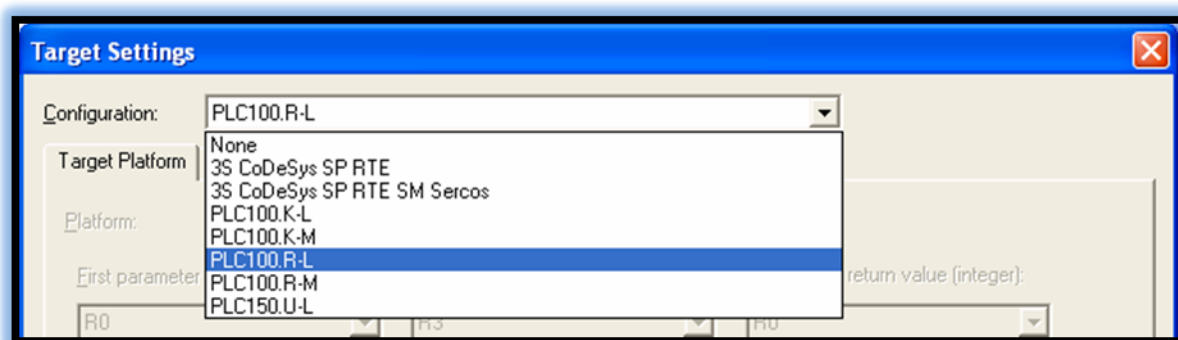 Target Settings
Configuration: PLC100.R-L
None
Target Platform 3S CoDeSys SP RTE
3S CoDeSys SP RTE SM Sercos
Platform: PLC100.K-L
PLC100.K-M
PLC100.R-L
First parameter PLC100.R-M return value (integer):
PLC150.U-L
R0 R3 R0